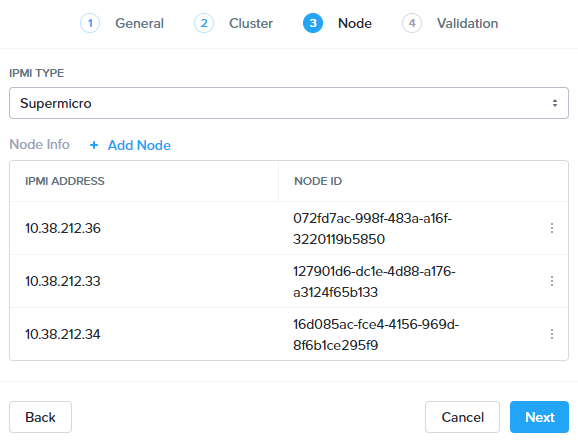 1 General 2 Cluster 3 Node 4 Validation
IPMI TYPE
Supermicro
Node Info + Add Node
IPMI ADDRESS NODE ID
10.38.212.36 072fd7ac-998f-483a-a16f-
3220119b5850
10.38.212.33 127901d6-dc1e-4d88-a176-
a3124f65b133
10.38.212.34 16d085ac-fce4-4156-969d-
8f6b1ce295f9
Back Cancel Next